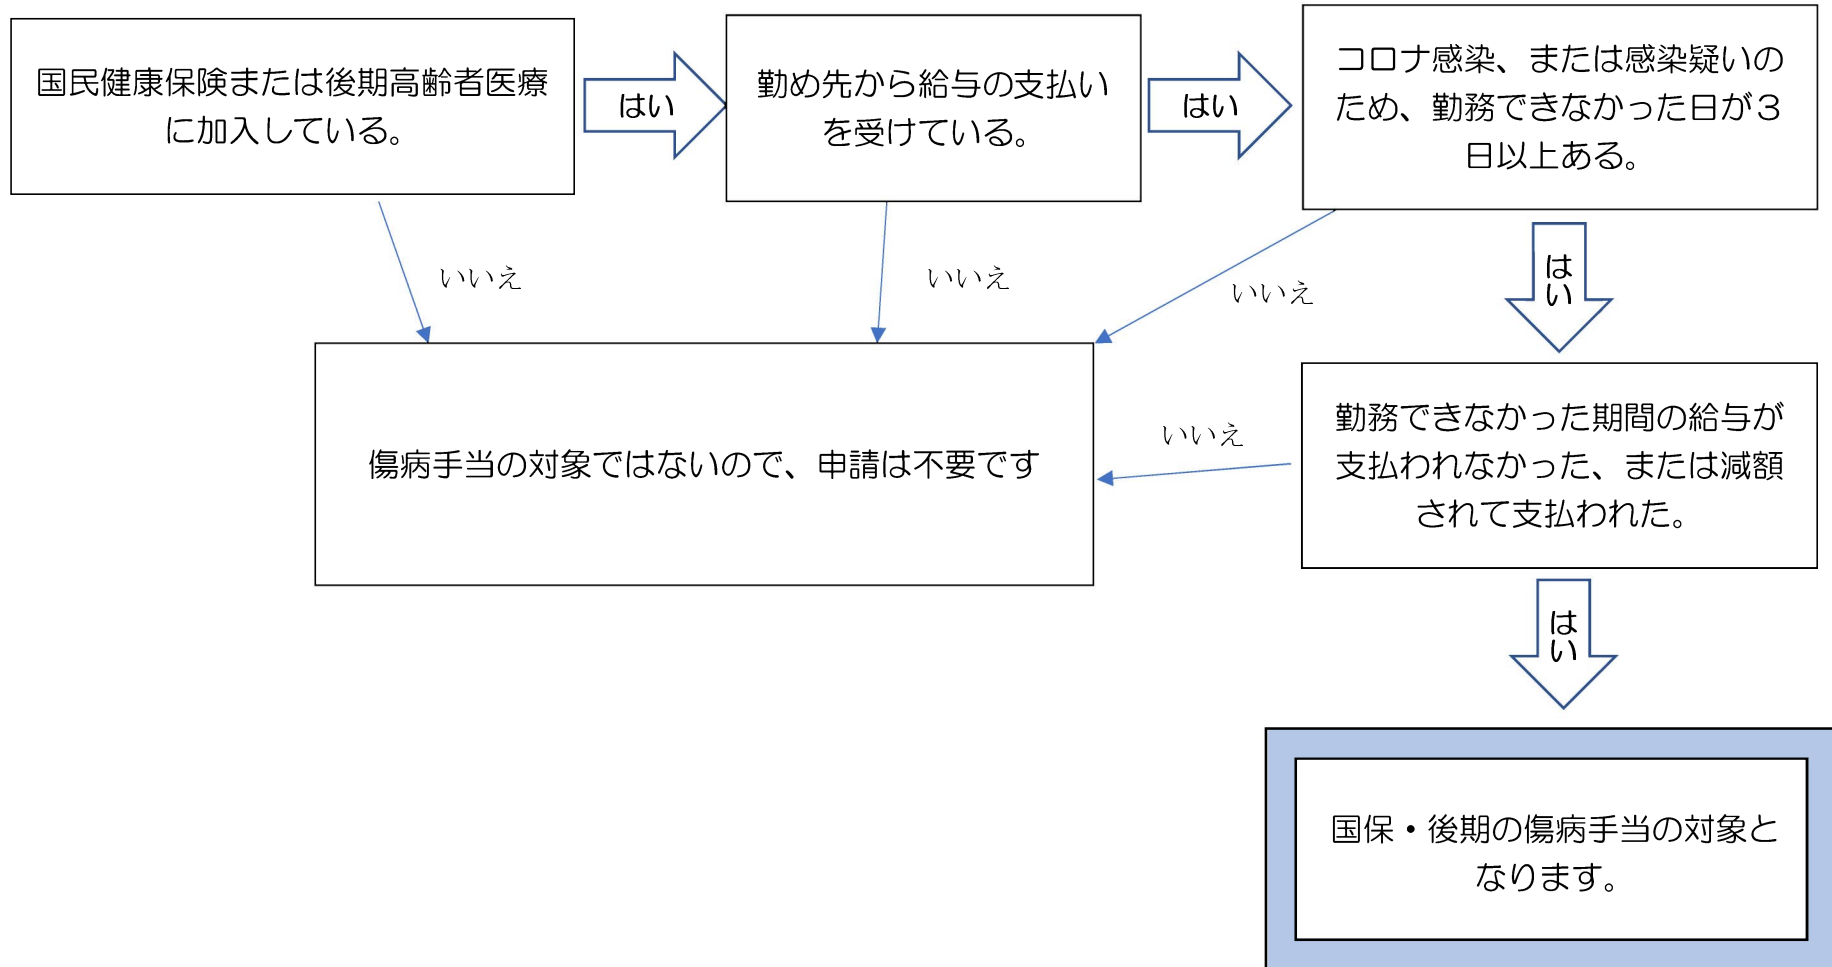 国民健康保険または後期高齢者医療
に加入している。
はい
勤め先から給与の支払い
を受けている。
はい
コロナ感染、または感染疑いの
ため、勤務できなかった日が３
日以上ある。
いいえ
いいえ
いいえ
はい
傷病手当の対象ではないので、申請は不要です
いいえ
勤務できなかった期間の給与が
支払われなかった、または減額
されて支払われた。
はい
国保・後期の傷病手当の対象と
なります。